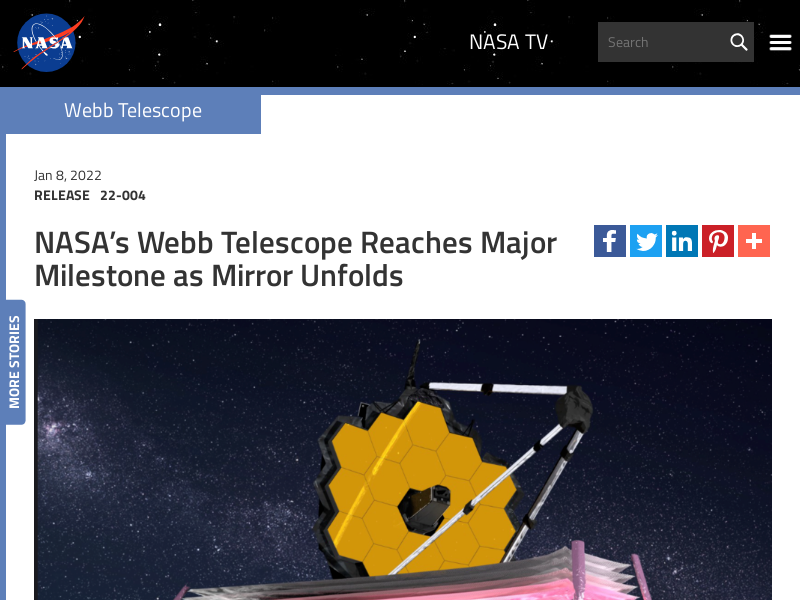 NASA
NASA TV
Search
Webb Telescope
Jan 8, 2022
RELEASE 22-004
NASA’s Webb Telescope Reaches Major
Milestone as Mirror Unfolds
MORE STORIES